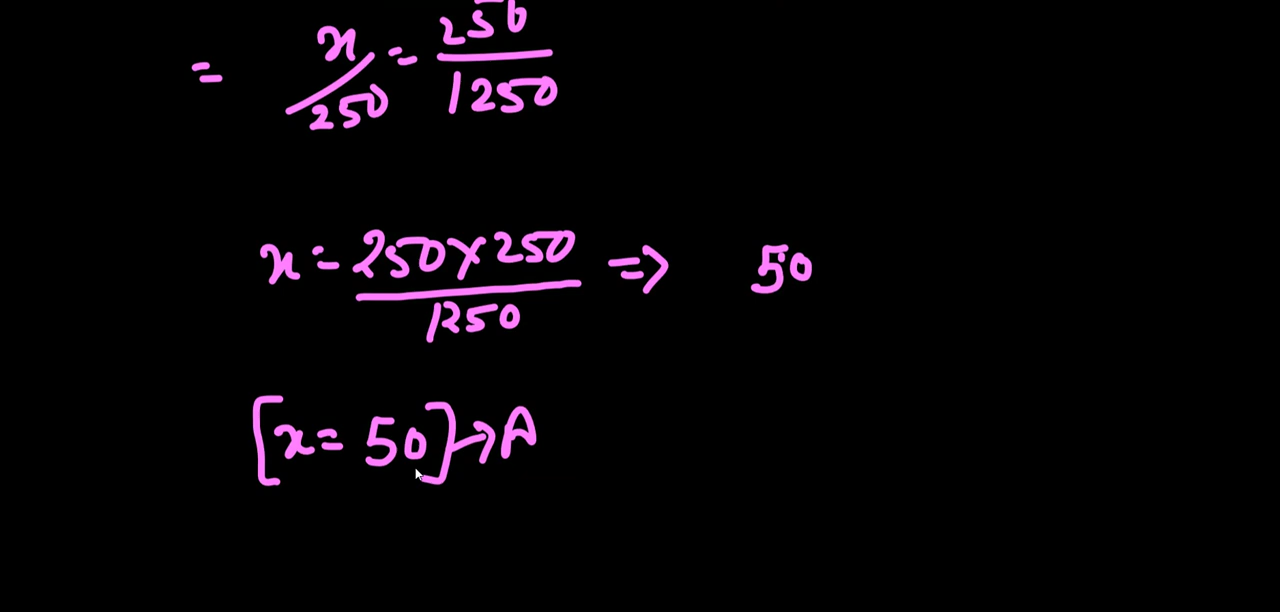 = x/250 = 250/1250
x = 250×250/1250 => 50
[x = 50] → A